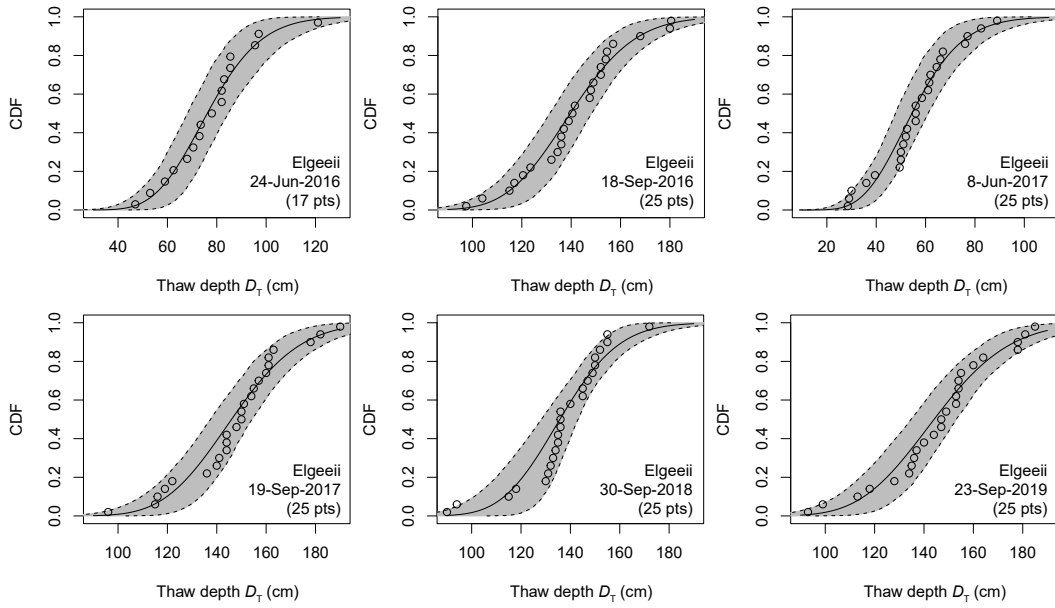 CDF
0.0 0.2 0.4 0.6 0.8 1.0
Elgeeii
24-Jun-2016
(17 pts)
40 60 80 100 120
Thaw depth D_T (cm)
CDF
0.0 0.2 0.4 0.6 0.8 1.0
Elgeeii
18-Sep-2016
(25 pts)
100 120 140 160 180
Thaw depth D_T (cm)
CDF
0.0 0.2 0.4 0.6 0.8 1.0
Elgeeii
8-Jun-2017
(25 pts)
20 40 60 80 100
Thaw depth D_T (cm)
CDF
0.0 0.2 0.4 0.6 0.8 1.0
Elgeeii
19-Sep-2017
(25 pts)
100 120 140 160 180
Thaw depth D_T (cm)
CDF
0.0 0.2 0.4 0.6 0.8 1.0
Elgeeii
30-Sep-2018
(25 pts)
100 120 140 160 180
Thaw depth D_T (cm)
CDF
0.0 0.2 0.4 0.6 0.8 1.0
Elgeeii
23-Sep-2019
(25 pts)
100 120 140 160 180
Thaw depth D_T (cm)